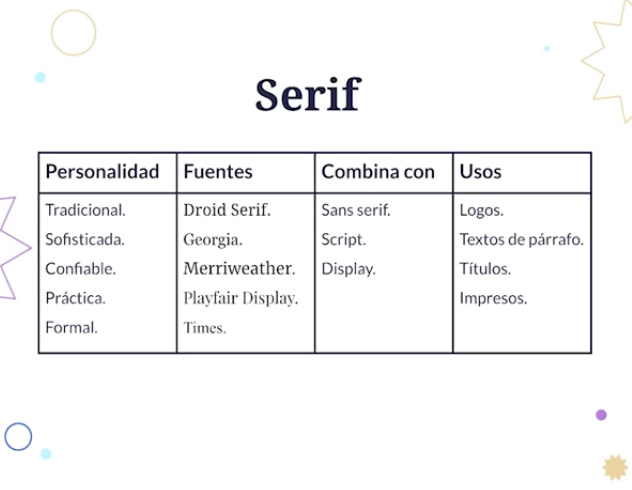 Serif
Personalidad Fuentes Combina con Usos
Tradicional. Droid Serif. Sans serif. Logos.
Sofisticada. Georgia. Script. Textos de párrafo.
Confiable. Merriweather. Display. Títulos.
Práctica. Playfair Display. Impresos.
Formal. Times.